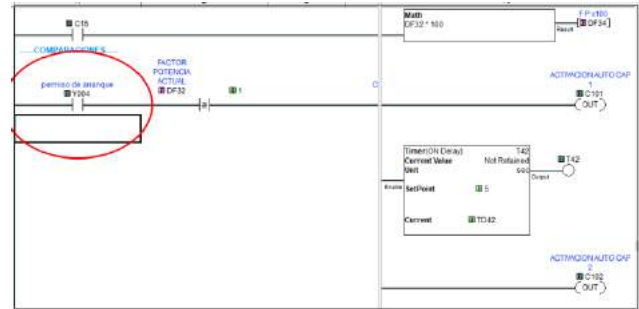 C15
Math
DF32 * 100
F.P x100
DF34
Result
COMPARACIONES
FACTOR
POTENCIA
ACTUAL
permiso de arranque
Y004
DF32
1
ACTIVACION AUTO CAP
1
C101
OUT
Timer(ON Delay)
T42
Current Value
Not Retained
Unit
sec
T42
Output
Enable
SetPoint
5
Current
TD42
ACTIVACION AUTO CAP
2
C102
OUT